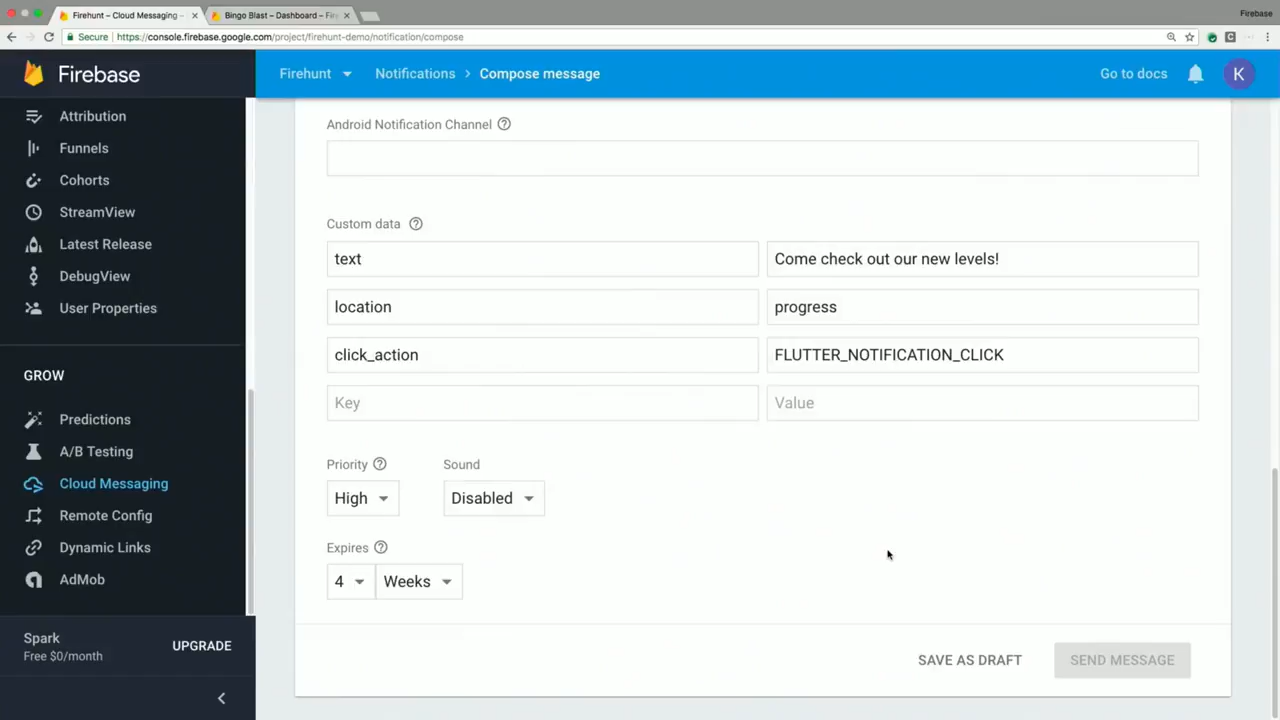 Firehunt – Cloud Messaging –
Bingo Blast – Dashboard – Fire
Firebase
Secure
https://console.firebase.google.com/project/firehunt-demo/notification/compose
Firebase
Firehunt
Notifications > Compose message
Go to docs
K
Attribution
Funnels
Cohorts
StreamView
Latest Release
DebugView
User Properties
GROW
Predictions
A/B Testing
Cloud Messaging
Remote Config
Dynamic Links
AdMob
Spark
Free $0/month
UPGRADE
Android Notification Channel
Custom data
text
Come check out our new levels!
location
progress
click_action
FLUTTER_NOTIFICATION_CLICK
Key
Value
Priority
Sound
High
Disabled
Expires
4
Weeks
SAVE AS DRAFT
SEND MESSAGE